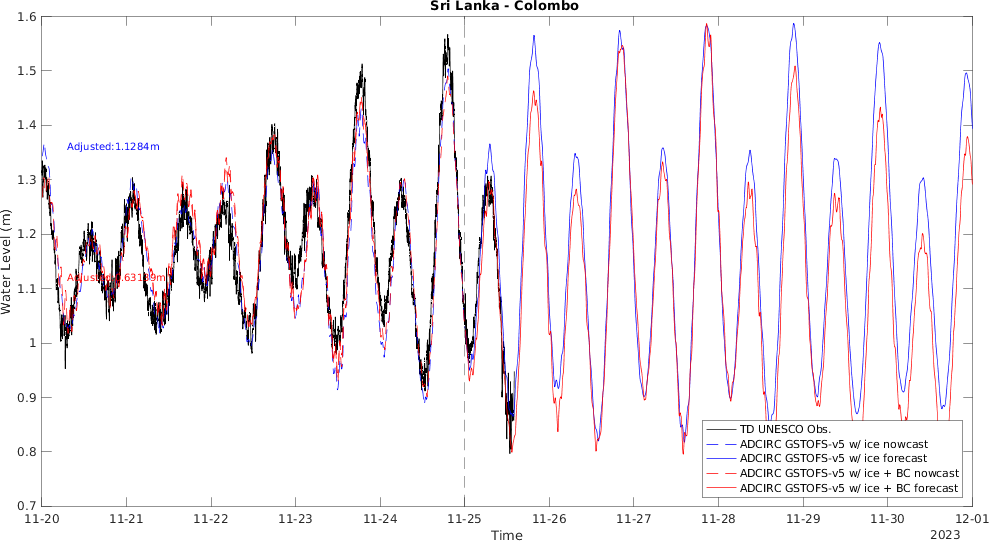 Sri Lanka - Colombo
1.6
1.5
1.4
1.3
1.2
1.1
1
0.9
0.8
0.7
Water Level (m)
Adjusted:1.1284m
TD UNESCO Obs.
ADCIRC GSTOFS-v5 w/ ice nowcast
ADCIRC GSTOFS-v5 w/ ice forecast
ADCIRC GSTOFS-v5 w/ ice + BC nowcast
ADCIRC GSTOFS-v5 w/ ice + BC forecast
11-20 11-21 11-22 11-23 11-24 11-25 11-26 11-27 11-28 11-29 11-30 12-01
Time
2023